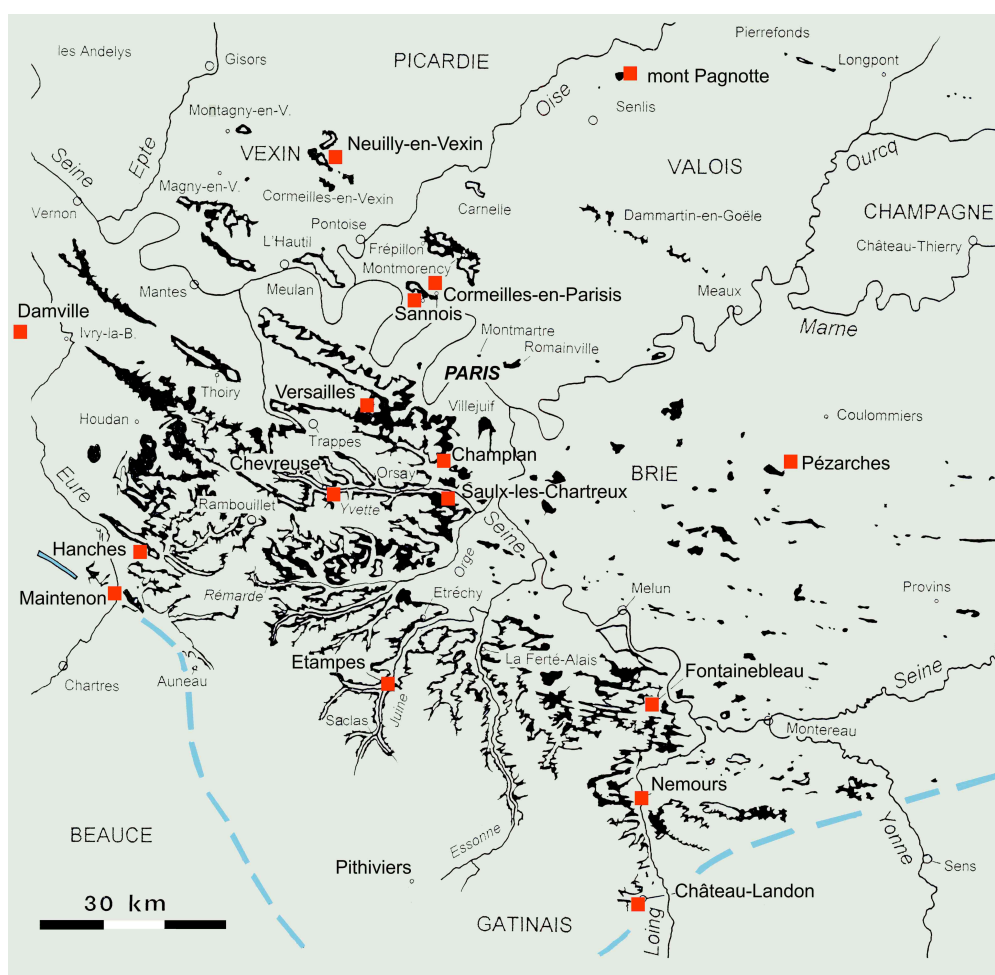 Pierrefonds
les Andelys
Gisors
PICARDIE
Longpont
mont Pagnotte
Oise
Senlis
Montagny-en-V.
Epte
Seine
VEXIN
Neuilly-en-Vexin
VALOIS
Ourcq
Magny-en-V.
Cormeilles-en-Vexin
Carnelle
Vernon
Pontoise
Dammartin-en-Goële
CHAMPAGNE
L'Hautil
Frépillon
Château-Thierry
Montmorency
Mantes
Meulan
Cormeilles-en-Parisis
Meaux
Damville
Sannois
Marne
Ivry-la-B.
Montmartre
Romainville
PARIS
Thoiry
Versailles
Villejuif
Houdan
Coulommiers
Trappes
Champlan
Chevreuse
Orsay
BRIE
Pézarches
Eure
Saulx-les-Chartreux
Rambouillet
Yvette
Seine
Hanches
Orge
Maintenon
Rémarde
Etréchy
Melun
Provins
Etampes
La Ferté-Alais
Fontainebleau
Chartres
Auneau
Seine
Saclas
Juine
Montereau
Nemours
BEAUCE
Essonne
Yonne
Pithiviers
Sens
30 km
Château-Landon
GATINAIS
Loing